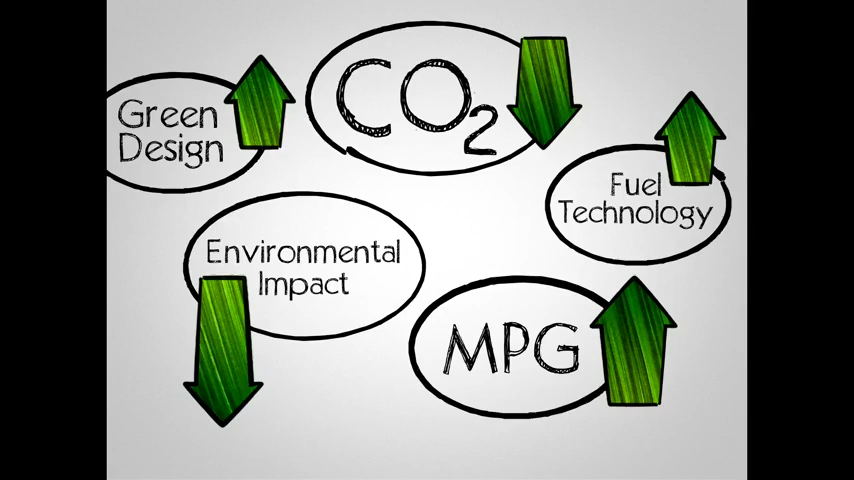 Green
Design
CO2
Fuel
Technology
Environmental
Impact
MPG